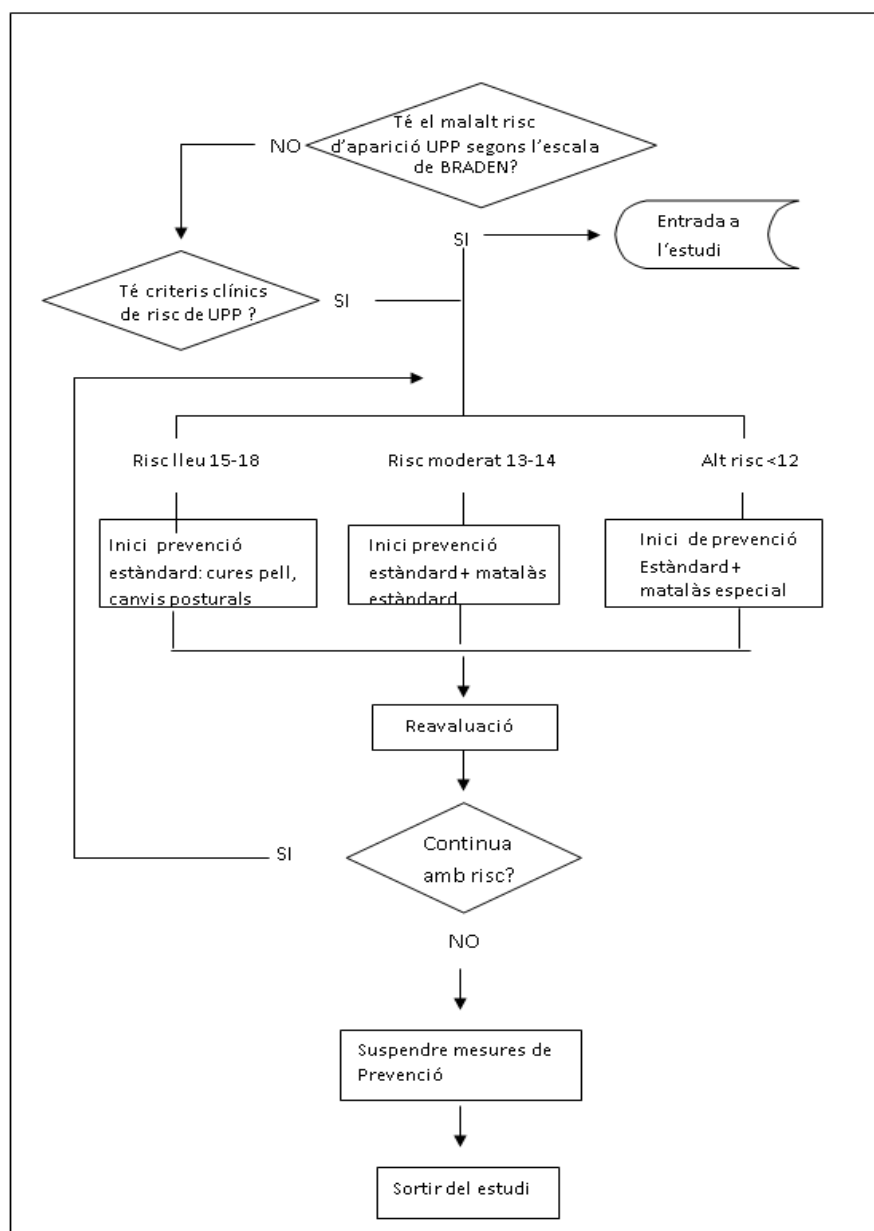 Té el malalt risc
d'aparició UPP segons l'escala
de BRADEN?
NO
Entrada a
l'estudi
SI
Té criteris clínics
de risc de UPP ?
SI
Risc lleu 15-18
Risc moderat 13-14
Alt risc <12
Inici prevenció
estàndard: cures pell,
canvis posturals
Inici prevenció
estàndard + matalàs
estàndard
Inici de prevenció
Estàndard +
matalàs especial
Reavaluació
Continua
amb risc?
SI
NO
Suspendre mesures de
Prevenció
Sortir del estudi